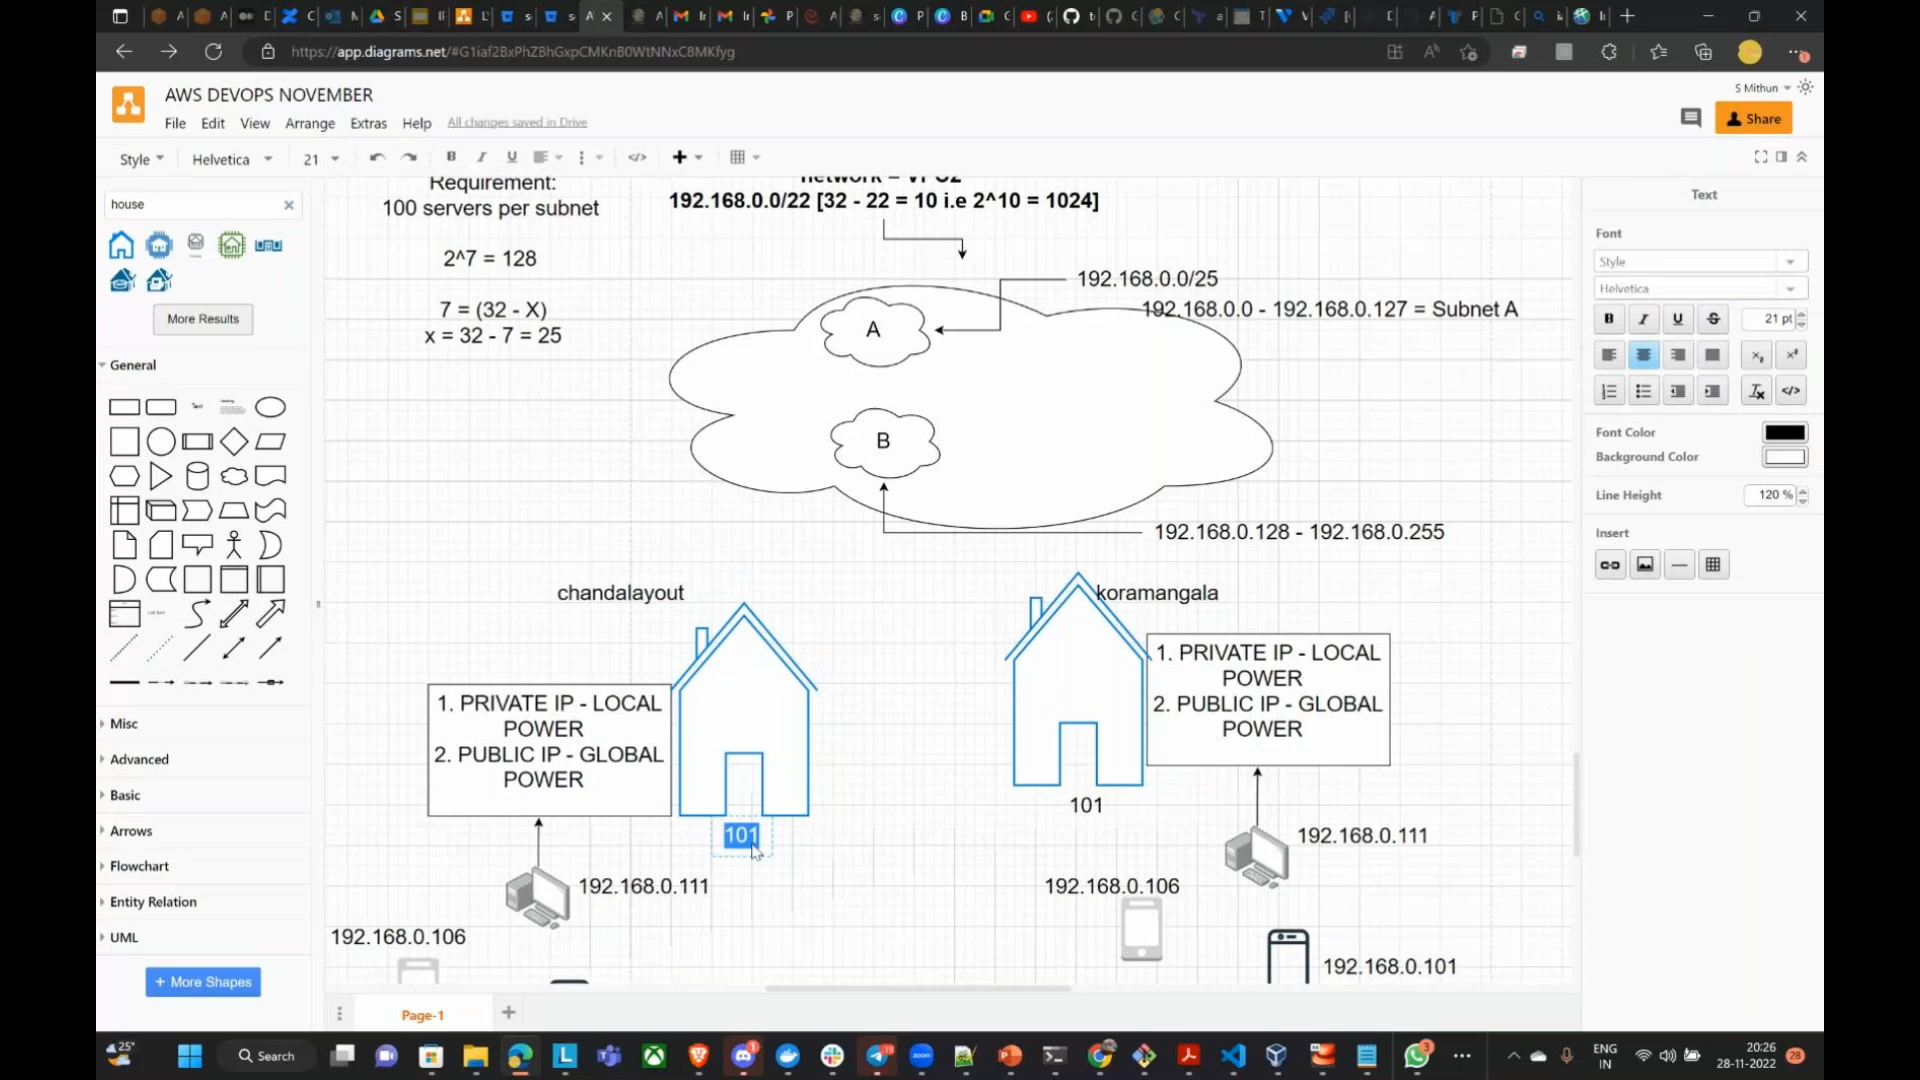 https://app.diagrams.net/#G1iaf2BxPhZBhGxpCMKnB0WtNNxC8MKfyg
AWS DEVOPS NOVEMBER
S Mithun
File Edit View Arrange Extras Help All changes saved in Drive
Share
Style Helvetica 21
house
More Results
General
Misc
Advanced
Basic
Arrows
Flowchart
Entity Relation
UML
+ More Shapes
Requirement:
100 servers per subnet
2^7 = 128
7 = (32 - X)
x = 32 - 7 = 25
network = VPC2
192.168.0.0/22 [32 - 22 = 10 i.e 2^10 = 1024]
192.168.0.0/25
192.168.0.0 - 192.168.0.127 = Subnet A
A
B
192.168.0.128 - 192.168.0.255
chandalayout
1. PRIVATE IP - LOCAL
POWER
2. PUBLIC IP - GLOBAL
POWER
101
192.168.0.111
192.168.0.106
koramangala
1. PRIVATE IP - LOCAL
POWER
2. PUBLIC IP - GLOBAL
POWER
101
192.168.0.111
192.168.0.106
192.168.0.101
Text
Font
Style
Helvetica
B I U S 21 pt
Font Color
Background Color
Line Height 120 %
Insert
Page-1
25°
Search
ENG
IN
20:26
28-11-2022
28